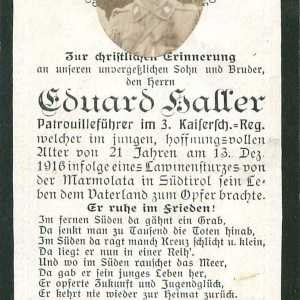 Zur christlichen Erinnerung
an unseren unvergeßlichen Sohn und Bruder,
den Herrn
Eduard Haller
Patrouilleführer im 3. Kaisersch.=Reg.
welcher im jungen, hoffnungsvollen
Alter von 21 Jahren am 13. Dez.
1916 infolge eines Lawinensturzes von
der Marmolata in Südtirol sein Le-
ben dem Vaterland zum Opfer brachte.
Er ruhe im Frieden!
Im fernen Süden da gähnt ein Grab,
Da senkt man zu Tausend die Toten hinab,
Im Süden da ragt manch Kreuz schlicht u. klein,
Da liegt er nun in einer Reih'.
Und wo im Süden rauschet das Meer,
Da gab er sein junges Leben her,
Er opferte Zukunft und Jugendglück,
Er kehrt nie wieder zur Heimat zurück.